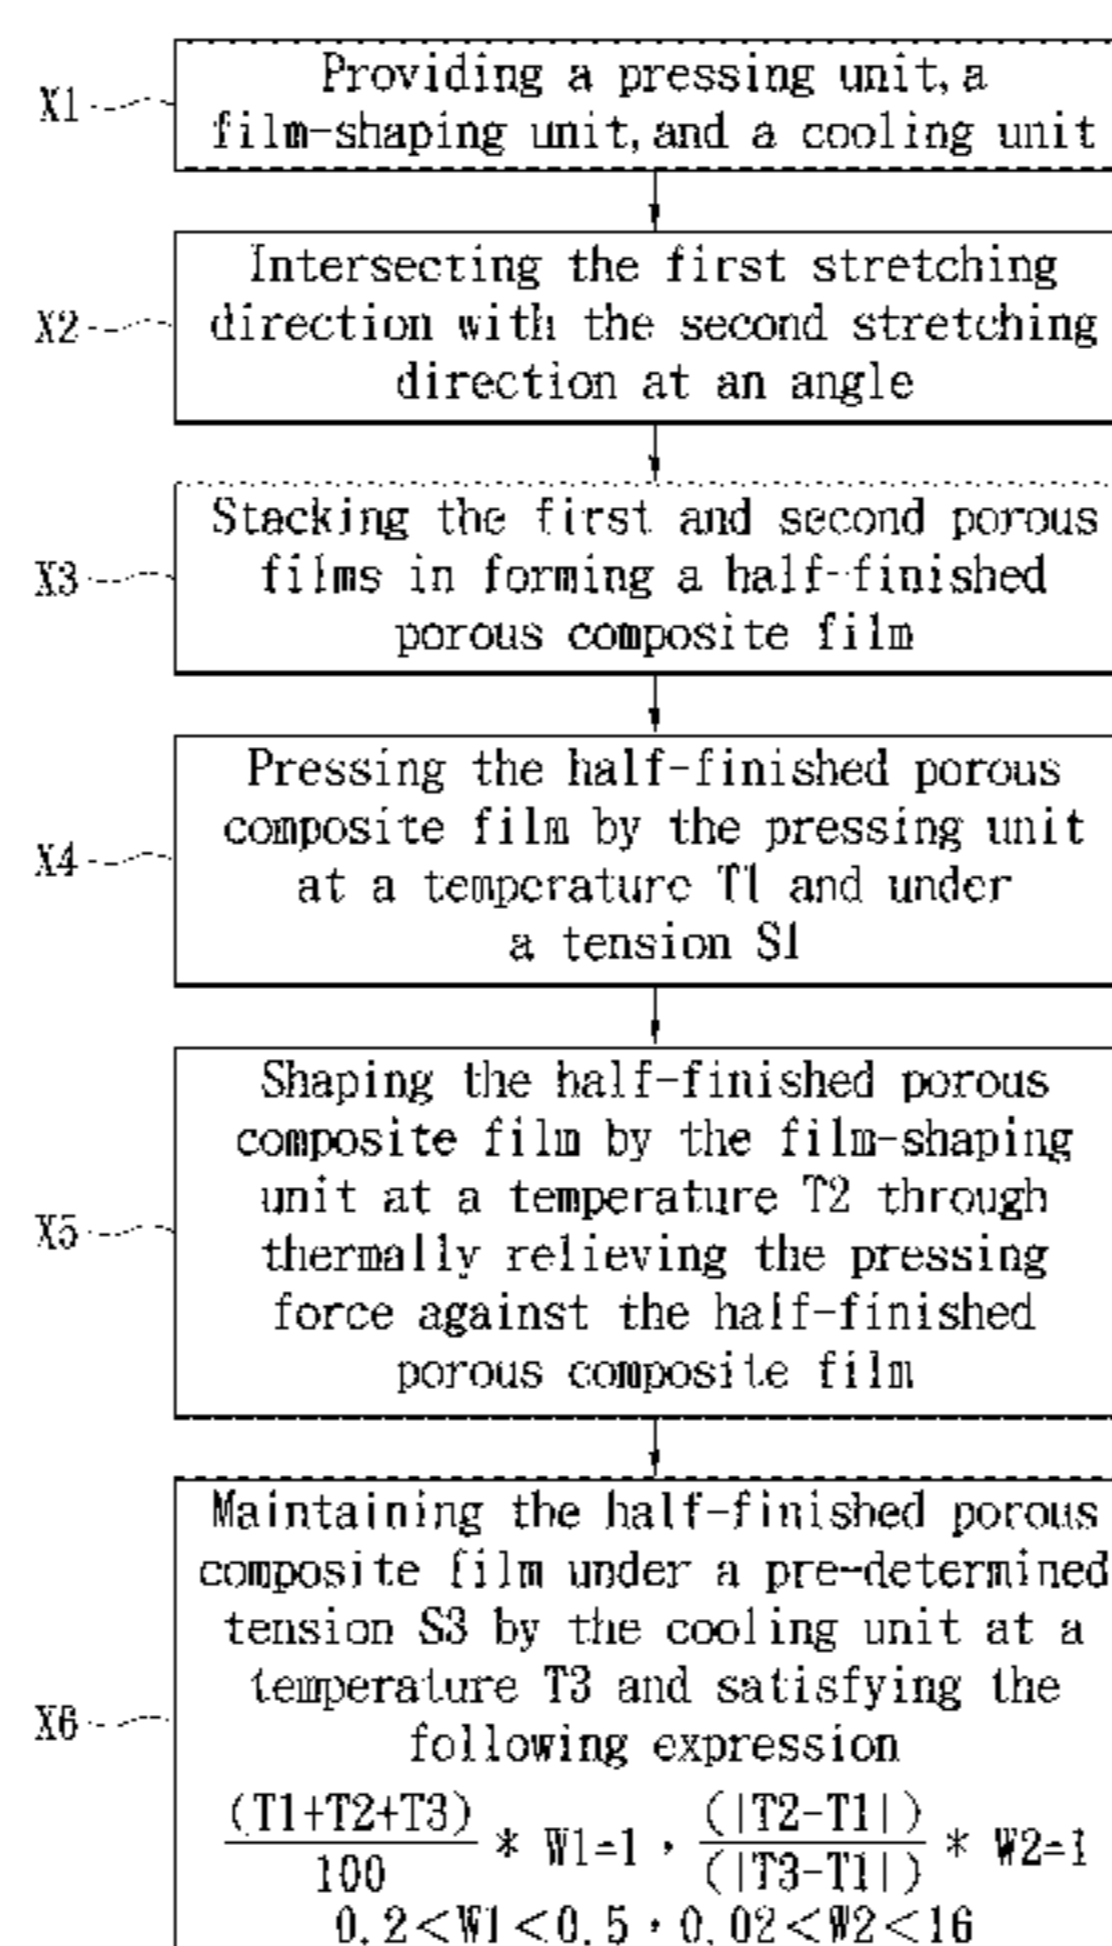 X1
Providing a pressing unit, a
film-shaping unit, and a cooling unit
X2
Intersecting the first stretching
direction with the second stretching
direction at an angle
X3
Stacking the first and second porous
films in forming a half-finished
porous composite film
X4
Pressing the half-finished porous
composite film by the pressing unit
at a temperature T1 and under
a tension S1
X5
Shaping the half-finished porous
composite film by the film-shaping
unit at a temperature T2 through
thermally relieving the pressing
force against the half-finished
porous composite film
X6
Maintaining the half-finished porous
composite film under a pre-determined
tension S3 by the cooling unit at a
temperature T3 and satisfying the
following expression
(T1+T2+T3)/100 * W1=1, (|T2-T1|)/(|T3-T1|) * W2=1
0.2<W1<0.5, 0.02<W2<16